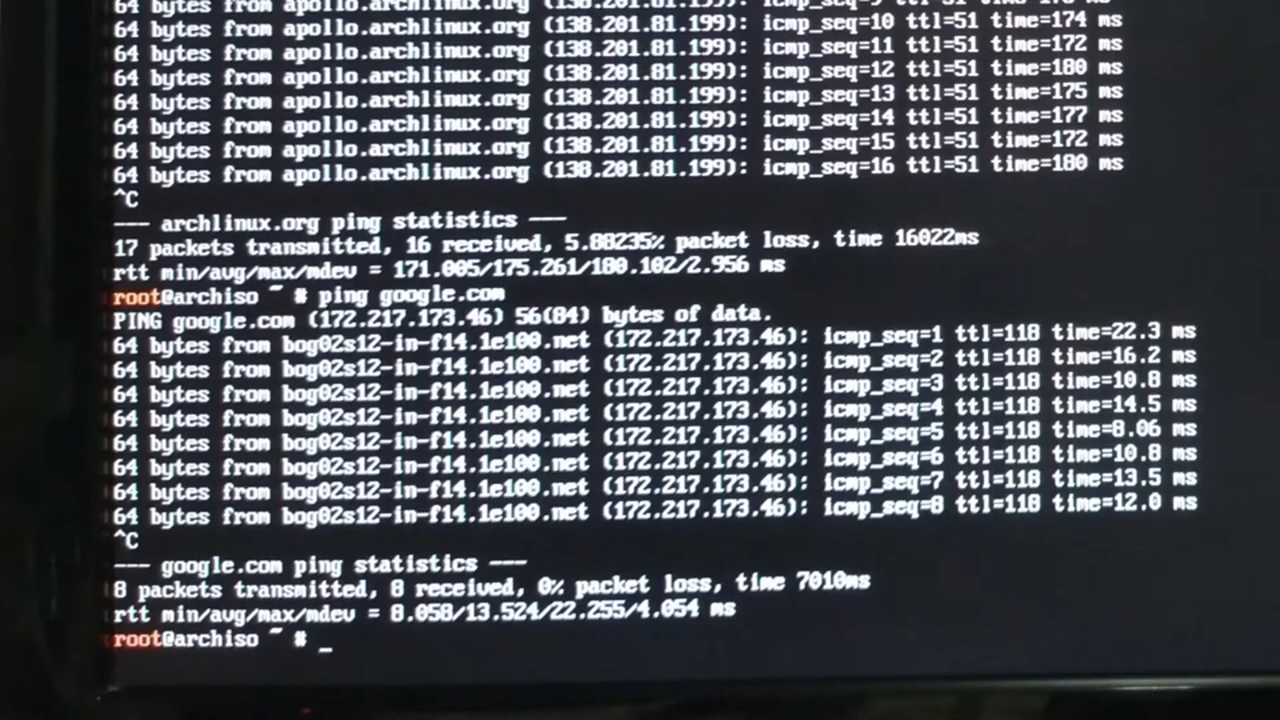 64 bytes from apollo.archlinux.org (138.201.81.199): icmp_seq=9 ttl=51 time=178 ms
64 bytes from apollo.archlinux.org (138.201.81.199): icmp_seq=10 ttl=51 time=174 ms
64 bytes from apollo.archlinux.org (138.201.81.199): icmp_seq=11 ttl=51 time=172 ms
64 bytes from apollo.archlinux.org (138.201.81.199): icmp_seq=12 ttl=51 time=180 ms
64 bytes from apollo.archlinux.org (138.201.81.199): icmp_seq=13 ttl=51 time=175 ms
64 bytes from apollo.archlinux.org (138.201.81.199): icmp_seq=14 ttl=51 time=177 ms
64 bytes from apollo.archlinux.org (138.201.81.199): icmp_seq=15 ttl=51 time=172 ms
64 bytes from apollo.archlinux.org (138.201.81.199): icmp_seq=16 ttl=51 time=180 ms
^C
--- archlinux.org ping statistics ---
17 packets transmitted, 16 received, 5.88235% packet loss, time 16022ms
rtt min/avg/max/mdev = 171.005/175.261/180.102/2.956 ms
root@archiso ~ # ping google.com
PING google.com (172.217.173.46) 56(84) bytes of data.
64 bytes from bog02s12-in-f14.1e100.net (172.217.173.46): icmp_seq=1 ttl=118 time=22.3 ms
64 bytes from bog02s12-in-f14.1e100.net (172.217.173.46): icmp_seq=2 ttl=118 time=16.2 ms
64 bytes from bog02s12-in-f14.1e100.net (172.217.173.46): icmp_seq=3 ttl=118 time=10.8 ms
64 bytes from bog02s12-in-f14.1e100.net (172.217.173.46): icmp_seq=4 ttl=118 time=14.5 ms
64 bytes from bog02s12-in-f14.1e100.net (172.217.173.46): icmp_seq=5 ttl=118 time=8.06 ms
64 bytes from bog02s12-in-f14.1e100.net (172.217.173.46): icmp_seq=6 ttl=118 time=10.8 ms
64 bytes from bog02s12-in-f14.1e100.net (172.217.173.46): icmp_seq=7 ttl=118 time=13.5 ms
64 bytes from bog02s12-in-f14.1e100.net (172.217.173.46): icmp_seq=8 ttl=118 time=12.0 ms
^C
--- google.com ping statistics ---
8 packets transmitted, 8 received, 0% packet loss, time 7010ms
rtt min/avg/max/mdev = 8.058/13.524/22.255/4.054 ms
root@archiso ~ # _